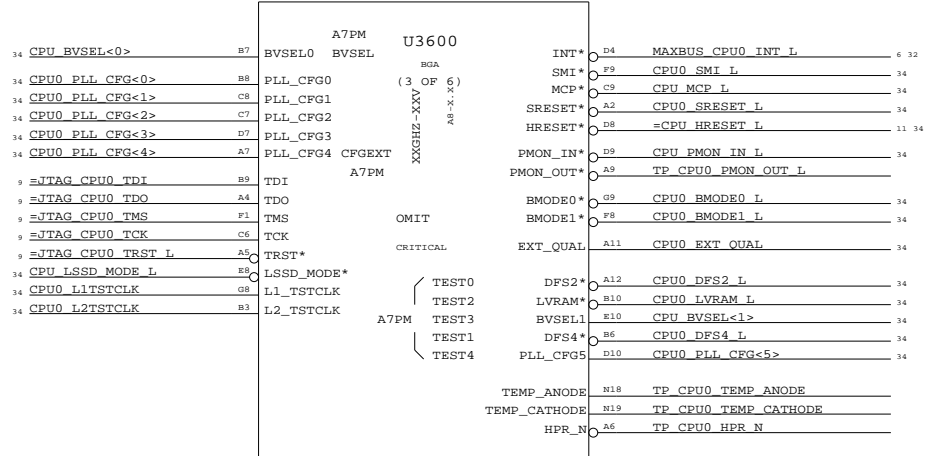 A7PM
U3600
34 CPU_BVSEL<0> B7 BVSEL0 BVSEL INT* D4 MAXBUS_CPU0_INT_L 6 32
BGA
SMI* F9 CPU0_SMI_L 34
34 CPU0_PLL_CFG<0> B8 PLL_CFG0 (3 OF 6) MCP* C9 CPU_MCP_L 34
34 CPU0_PLL_CFG<1> C8 PLL_CFG1 SRESET* A2 CPU0_SRESET_L 34
34 CPU0_PLL_CFG<2> C7 PLL_CFG2 HRESET* D8 =CPU_HRESET_L 11 34
34 CPU0_PLL_CFG<3> D7 PLL_CFG3
34 CPU0_PLL_CFG<4> A7 PLL_CFG4 CFGEXT PMON_IN* D9 CPU_PMON_IN_L 34
XXGHZ-XXV
A8-X.X
A7PM PMON_OUT* A9 TP_CPU0_PMON_OUT_L
9 =JTAG_CPU0_TDI B9 TDI
9 =JTAG_CPU0_TDO A4 TDO BMODE0* G9 CPU0_BMODE0_L 34
9 =JTAG_CPU0_TMS F1 TMS OMIT BMODE1* F8 CPU0_BMODE1_L 34
9 =JTAG_CPU0_TCK C6 TCK
CRITICAL EXT_QUAL A11 CPU0_EXT_QUAL 34
9 =JTAG_CPU0_TRST_L A5 TRST*
34 CPU_LSSD_MODE_L E8 LSSD_MODE*
34 CPU0_L1TSTCLK G8 L1_TSTCLK TEST0 DFS2* A12 CPU0_DFS2_L 34
34 CPU0_L2TSTCLK B3 L2_TSTCLK TEST2 LVRAM* B10 CPU0_LVRAM_L 34
A7PM TEST3 BVSEL1 E10 CPU_BVSEL<1> 34
TEST1 DFS4* B6 CPU0_DFS4_L 34
TEST4 PLL_CFG5 D10 CPU0_PLL_CFG<5> 34
TEMP_ANODE N18 TP_CPU0_TEMP_ANODE
TEMP_CATHODE N19 TP_CPU0_TEMP_CATHODE
HPR_N A6 TP_CPU0_HPR_N